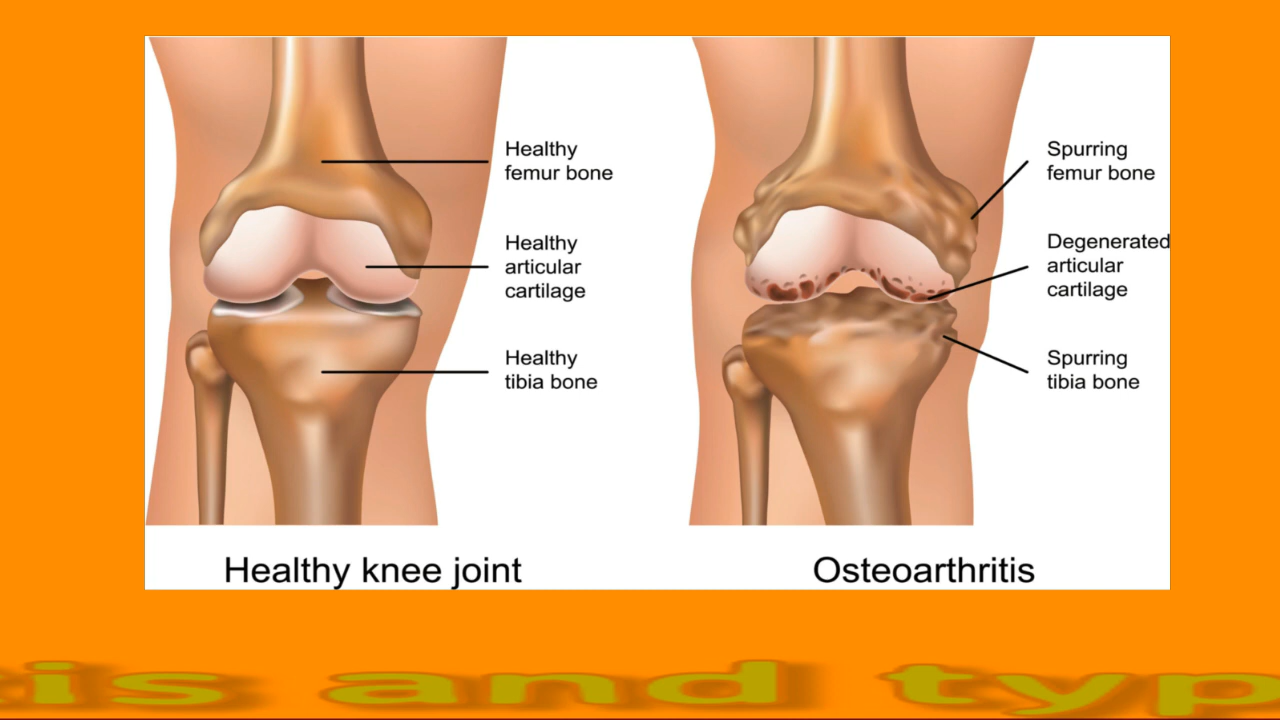 Healthy
femur bone
Healthy
articular
cartilage
Healthy
tibia bone
Healthy knee joint
Spurring
femur bone
Degenerated
articular
cartilage
Spurring
tibia bone
Osteoarthritis
and